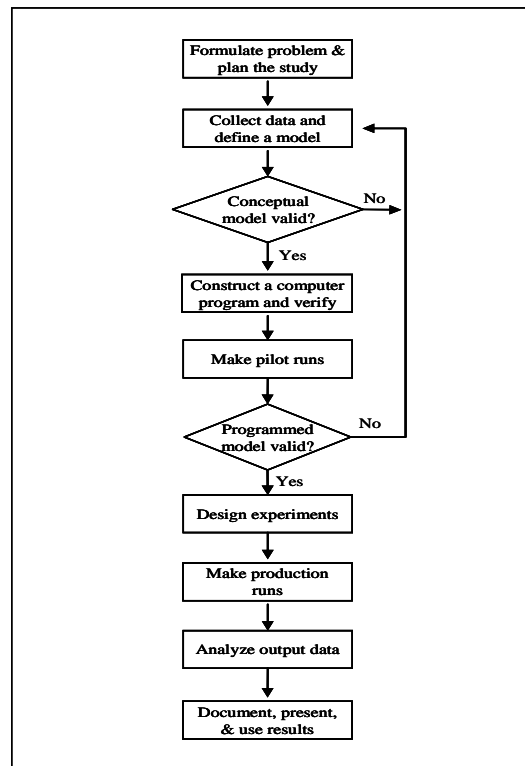 Formulate problem &
plan the study
Collect data and
define a model
Conceptual
model valid?
No
Yes
Construct a computer
program and verify
Make pilot runs
Programmed
model valid?
No
Yes
Design experiments
Make production
runs
Analyze output data
Document, present,
& use results